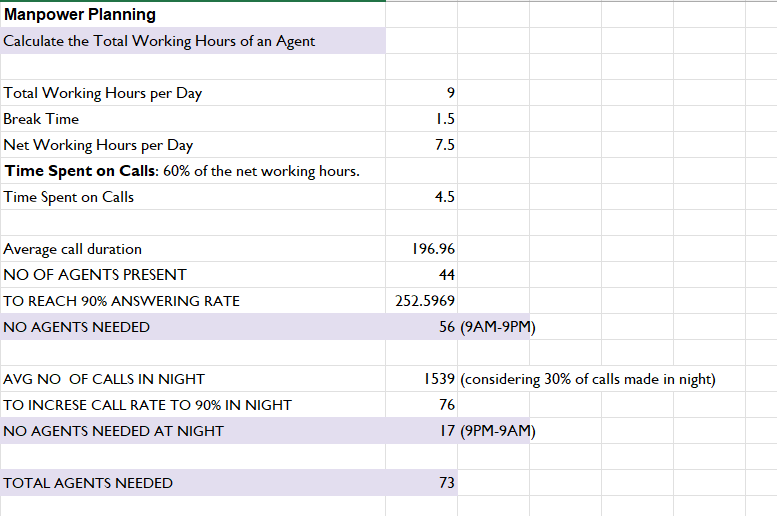 Manpower Planning
Calculate the Total Working Hours of an Agent
Total Working Hours per Day 9
Break Time 1.5
Net Working Hours per Day 7.5
Time Spent on Calls: 60% of the net working hours.
Time Spent on Calls 4.5
Average call duration 196.96
NO OF AGENTS PRESENT 44
TO REACH 90% ANSWERING RATE 252.5969
NO AGENTS NEEDED 56 (9AM-9PM)
AVG NO OF CALLS IN NIGHT 1539 (considering 30% of calls made in night)
TO INCRESE CALL RATE TO 90% IN NIGHT 76
NO AGENTS NEEDED AT NIGHT 17 (9PM-9AM)
TOTAL AGENTS NEEDED 73